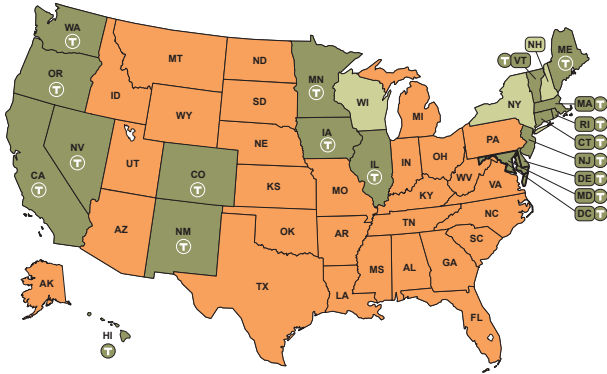 WA
T
MT
ND
MN
T
NH
ME
T
T VT
OR
T
ID
SD
WI
NY
MA T
WY
MI
RI T
IA
T
CT T
NV
T
NE
PA
NJ T
UT
CO
T
IL
T
IN
OH
DE T
CA
T
WV
VA
MD T
KS
MO
KY
DC T
AZ
NM
T
OK
AR
TN
NC
SC
TX
MS
AL
GA
LA
AK
FL
HI
T